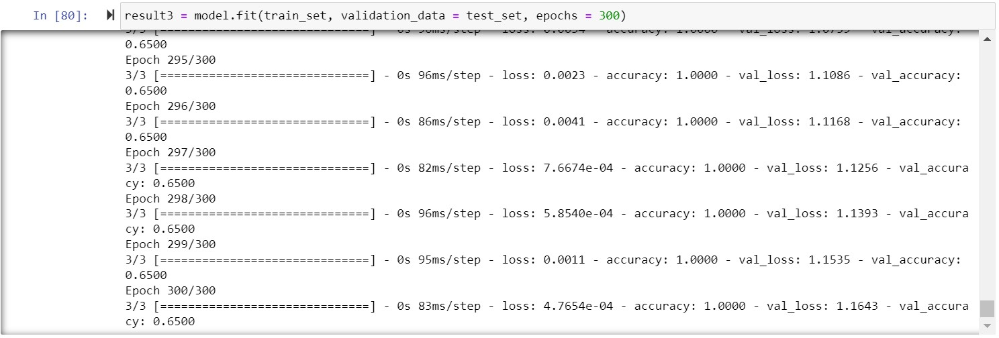 In [80]:
result3 = model.fit(train_set, validation_data = test_set, epochs = 300)
0.6500
Epoch 295/300
3/3 [==============================] - 0s 96ms/step - loss: 0.0023 - accuracy: 1.0000 - val_loss: 1.1086 - val_accuracy:
0.6500
Epoch 296/300
3/3 [==============================] - 0s 86ms/step - loss: 0.0041 - accuracy: 1.0000 - val_loss: 1.1168 - val_accuracy:
0.6500
Epoch 297/300
3/3 [==============================] - 0s 82ms/step - loss: 7.6674e-04 - accuracy: 1.0000 - val_loss: 1.1256 - val_accura
cy: 0.6500
Epoch 298/300
3/3 [==============================] - 0s 96ms/step - loss: 5.8540e-04 - accuracy: 1.0000 - val_loss: 1.1393 - val_accura
cy: 0.6500
Epoch 299/300
3/3 [==============================] - 0s 95ms/step - loss: 0.0011 - accuracy: 1.0000 - val_loss: 1.1535 - val_accuracy:
0.6500
Epoch 300/300
3/3 [==============================] - 0s 83ms/step - loss: 4.7654e-04 - accuracy: 1.0000 - val_loss: 1.1643 - val_accura
cy: 0.6500